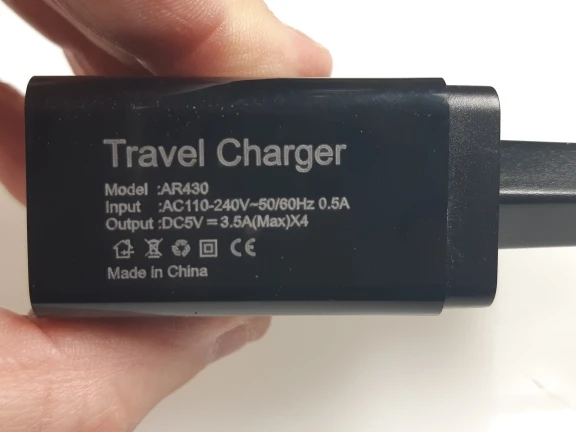 Travel Charger
Model :AR430
Input :AC110-240V~50/60Hz 0.5A
Output :DC5V⎓3.5A(Max)X4
CE
Made in China